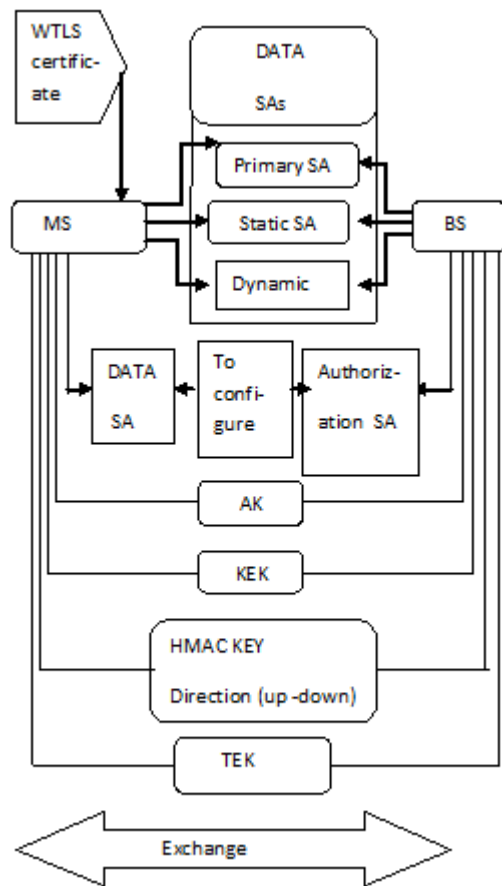 WTLS
certific-
ate
DATA
SAs
Primary SA
MS
Static SA
BS
Dynamic
DATA
SA
To
confi-
gure
Authoriz-
ation SA
AK
KEK
HMAC KEY
Direction (up -down)
TEK
Exchange